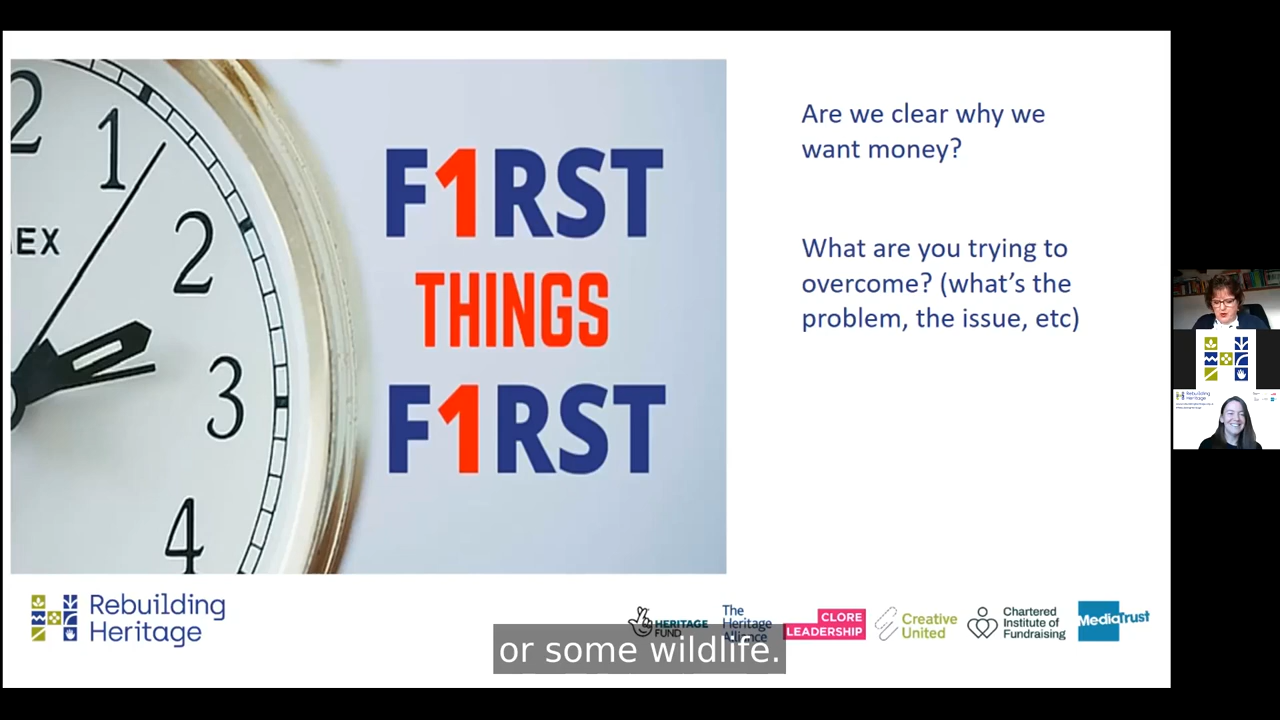 2
1
2
3
4
EX
F1RST
THINGS
F1RST
Are we clear why we
want money?
What are you trying to
overcome? (what's the
problem, the issue, etc)
Rebuilding
Heritage
HERITAGE
FUND
The
Heritage
Alliance
CLORE
LEADERSHIP
Creative
United
Chartered
Institute of
Fundraising
MediaTrust
or some wildlife.
Rebuilding
Heritage